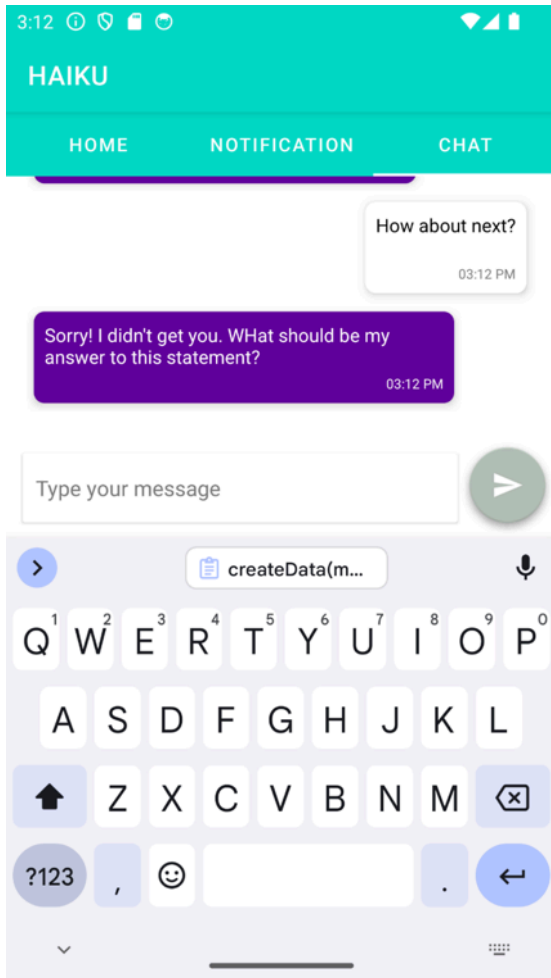 3:12
HAIKU
HOME NOTIFICATION CHAT
How about next?
03:12 PM
Sorry! I didn't get you. WHat should be my
answer to this statement?
03:12 PM
Type your message
createData(m...
1 2 3 4 5 6 7 8 9 0
Q W E R T Y U I O P
A S D F G H J K L
Z X C V B N M
?123 , .